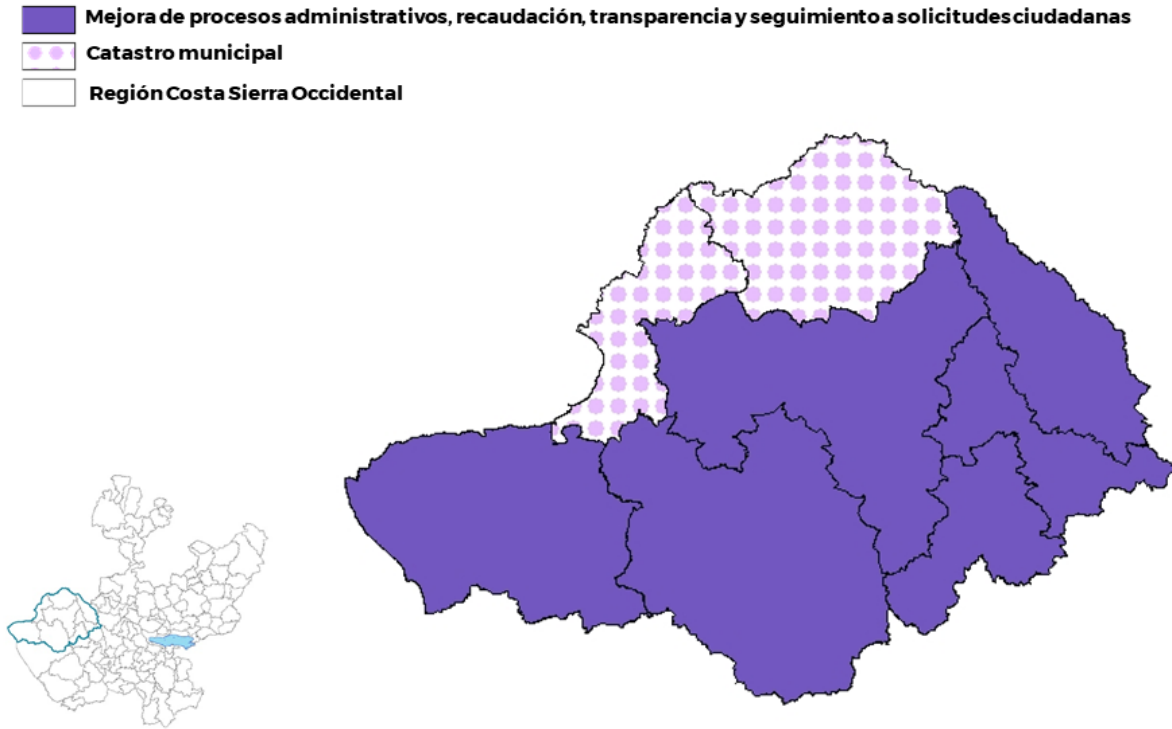 Mejora de procesos administrativos, recaudación, transparencia y seguimiento a solicitudes ciudadanas
Catastro municipal
Región Costa Sierra Occidental